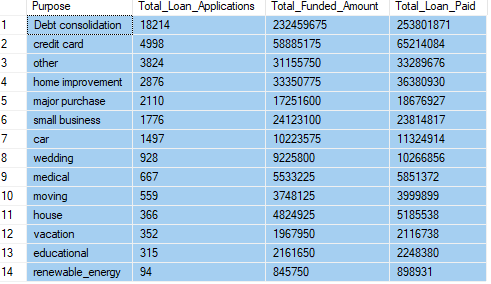 Purpose Total_Loan_Applications Total_Funded_Amount Total_Loan_Paid
1 Debt consolidation 18214 232459675 253801871
2 credit card 4998 58885175 65214084
3 other 3824 31155750 33289676
4 home improvement 2876 33350775 36380930
5 major purchase 2110 17251600 18676927
6 small business 1776 24123100 23814817
7 car 1497 10223575 11324914
8 wedding 928 9225800 10266856
9 medical 667 5533225 5851372
10 moving 559 3748125 3999899
11 house 366 4824925 5185538
12 vacation 352 1967950 2116738
13 educational 315 2161650 2248380
14 renewable_energy 94 845750 898931